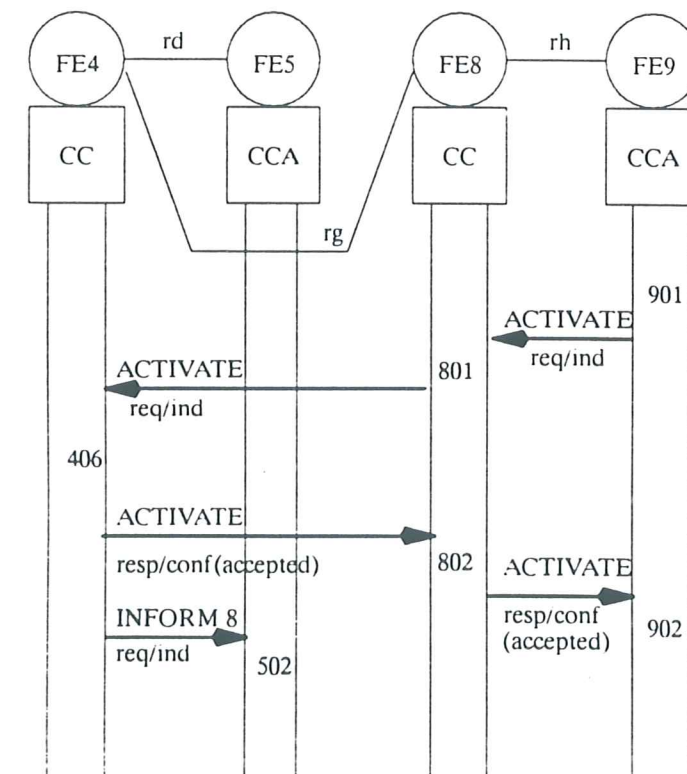 rd
rh
FE4
FE5
FE8
FE9
CC
CCA
CC
CCA
rg
901
ACTIVATE
req/ind
ACTIVATE
801
req/ind
406
ACTIVATE
resp/conf(accepted)
802
ACTIVATE
resp/conf
(accepted)
INFORM 8
req/ind
902
502